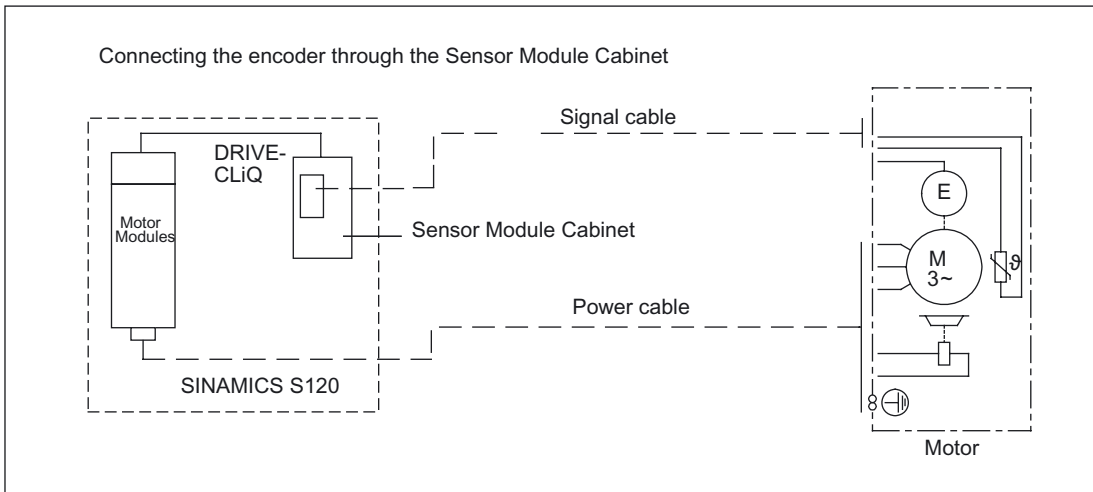 Connecting the encoder through the Sensor Module Cabinet
Signal cable
DRIVE-
CLiQ
Motor
Modules
Sensor Module Cabinet
E
M
3~
ϑ
Power cable
SINAMICS S120
Motor